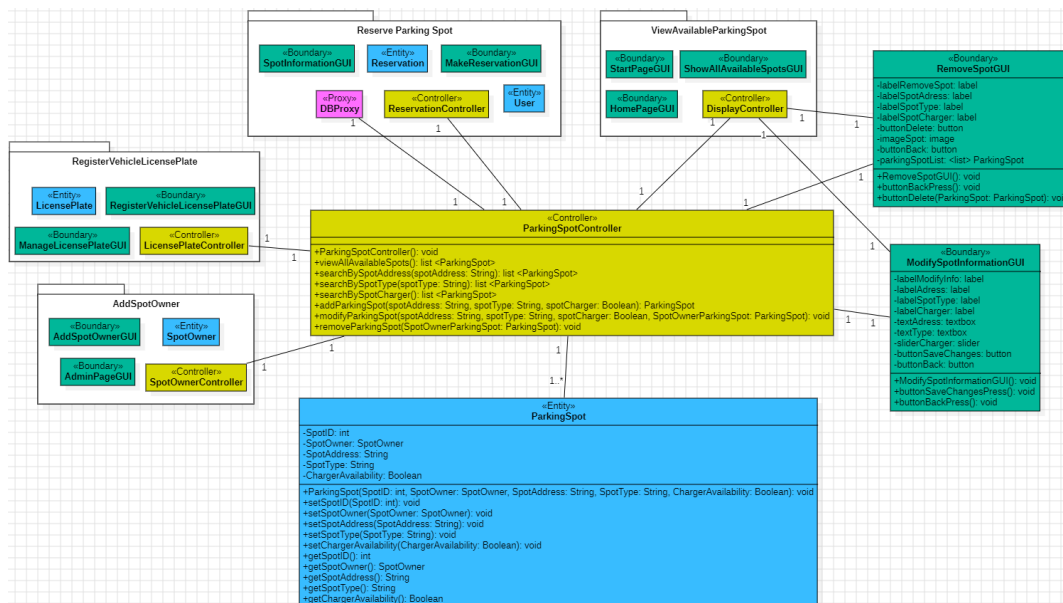 Reserve Parking Spot
«Boundary»
SpotInformationGUI
«Entity»
Reservation
«Boundary»
MakeReservationGUI
«Proxy»
DBProxy
«Controller»
ReservationController
«Entity»
User
1
1
ViewAvailableParkingSpot
«Boundary»
StartPageGUI
«Boundary»
ShowAllAvailableSpotsGUI
«Boundary»
HomePageGUI
«Controller»
DisplayController
1
1
1
1
«Boundary»
RemoveSpotGUI
-labelRemoveSpot: label
-labelSpotAdress: label
-labelSpotType: label
-labelSpotCharger: label
-buttonDelete: button
-imageSpot: image
-buttonBack: button
-parkingSpotList: <list> ParkingSpot
+RemoveSpotGUI(): void
+buttonBackPress(): void
+buttonDelete(ParkingSpot: ParkingSpot): void
1
RegisterVehicleLicensePlate
«Entity»
LicensePlate
«Boundary»
RegisterVehicleLicensePlateGUI
«Boundary»
ManageLicensePlateGUI
«Controller»
LicensePlateController
1
1
1
1
1
1
«Controller»
ParkingSpotController
+ParkingSpotController(): void
+viewAllAvailableSpots(): list <ParkingSpot>
+searchBySpotAddress(spotAddress: String): list <ParkingSpot>
+searchBySpotType(spotType: String): list <ParkingSpot>
+searchBySpotCharger(): list <ParkingSpot>
+addParkingSpot(spotAddress: String, spotType: String, spotCharger: Boolean): ParkingSpot
+modifyParkingSpot(spotAddress: String, spotType: String, spotCharger: Boolean, SpotOwnerParkingSpot: ParkingSpot): void
+removeParkingSpot(SpotOwnerParkingSpot: ParkingSpot): void
1
«Boundary»
ModifySpotInformationGUI
-labelModifyInfo: label
-labelAdress: label
-labelSpotType: label
-labelCharger: label
-textAdress: textbox
-textType: textbox
-sliderCharger: slider
-buttonSaveChanges: button
-buttonBack: button
+ModifySpotInformationGUI(): void
+buttonSaveChangesPress(): void
+buttonBackPress(): void
1
1
AddSpotOwner
«Boundary»
AddSpotOwnerGUI
«Entity»
SpotOwner
«Boundary»
AdminPageGUI
«Controller»
SpotOwnerController
1
1
1
1..*
«Entity»
ParkingSpot
-SpotID: int
-SpotOwner: SpotOwner
-SpotAddress: String
-SpotType: String
-ChargerAvailability: Boolean
+ParkingSpot(SpotID: int, SpotOwner: SpotOwner, SpotAddress: String, SpotType: String, ChargerAvailability: Boolean): void
+setSpotID(SpotID: int): void
+setSpotOwner(SpotOwner: SpotOwner): void
+setSpotAddress(SpotAddress: String): void
+setSpotType(SpotType: String): void
+setChargerAvailability(ChargerAvailability: Boolean): void
+getSpotID(): int
+getSpotOwner(): SpotOwner
+getSpotAddress(): String
+getSpotType(): String
+getChargerAvailability(): Boolean